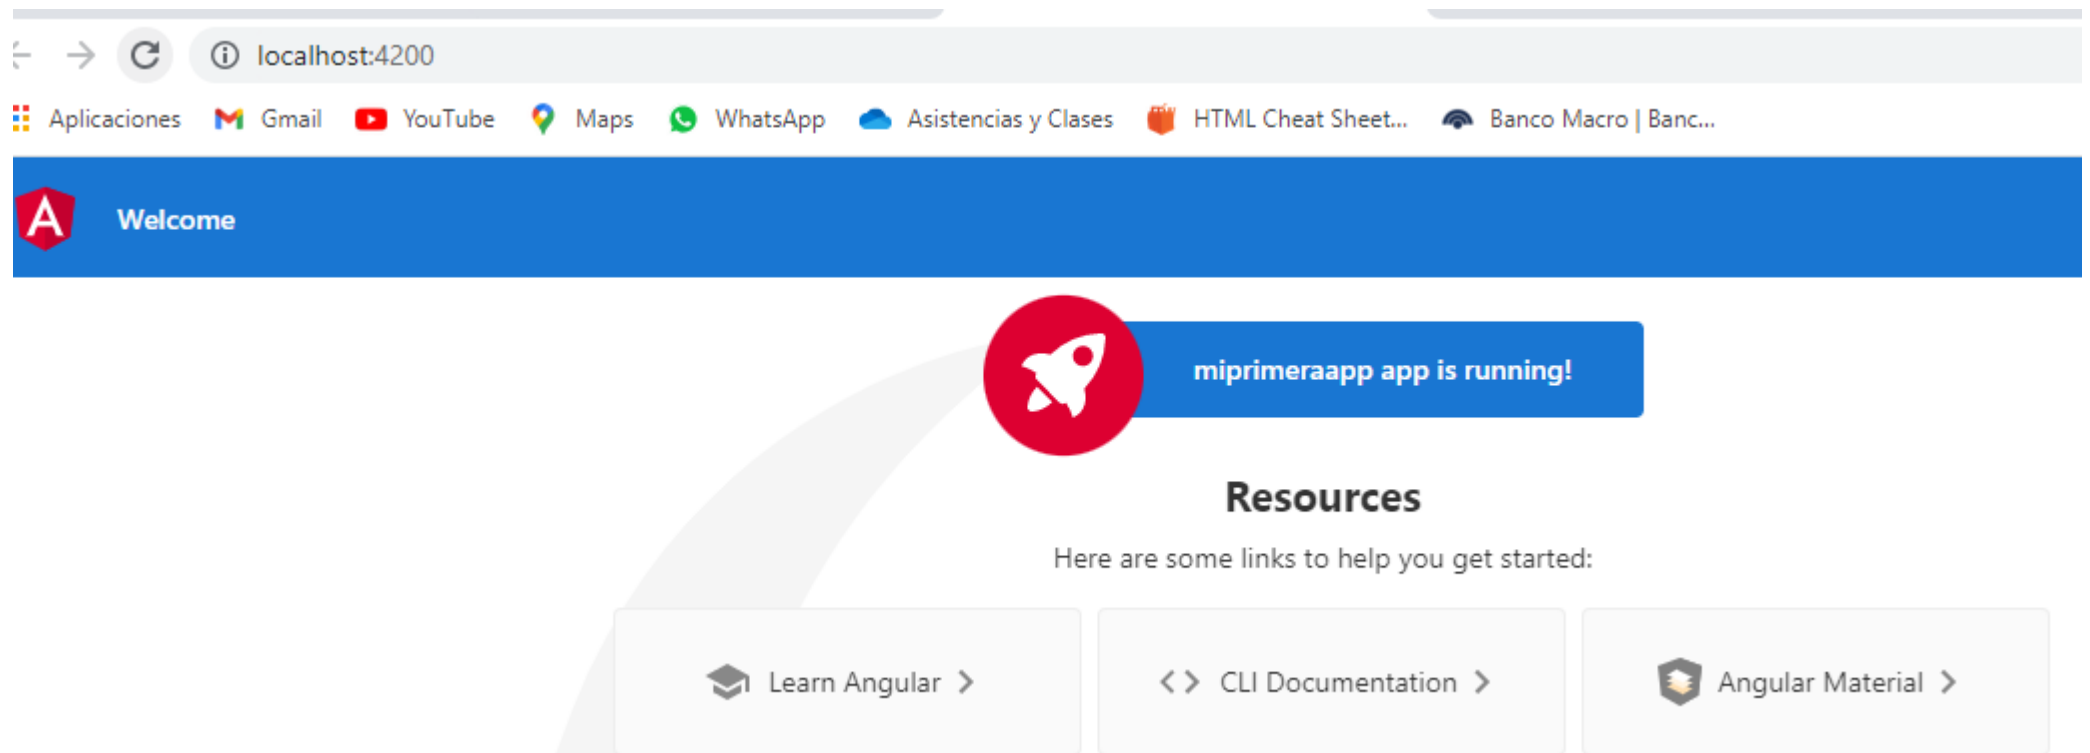 localhost:4200
Aplicaciones Gmail YouTube Maps WhatsApp Asistencias y Clases HTML Cheat Sheet... Banco Macro | Banc...
A Welcome
miprimeraapp app is running!
Resources
Here are some links to help you get started:
Learn Angular CLI Documentation Angular Material